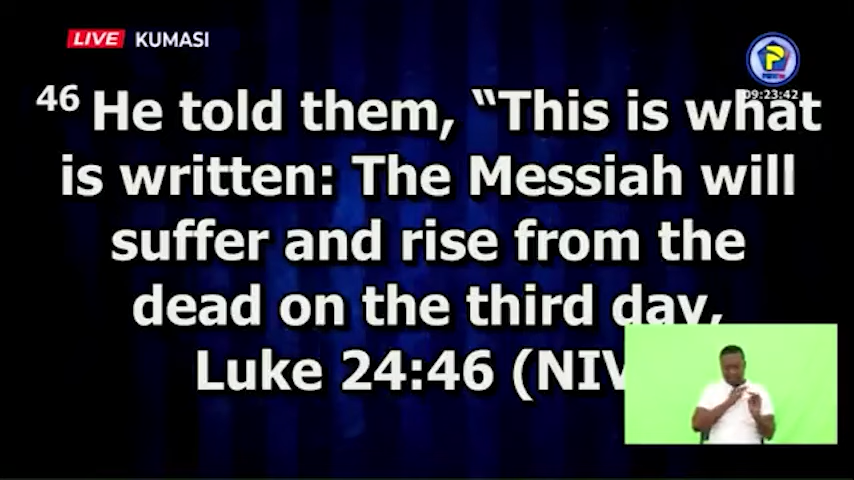 LIVE KUMASI
P
09:23:42
46 He told them, “This is what
is written: The Messiah will
suffer and rise from the
dead on the third day,
Luke 24:46 (NIV